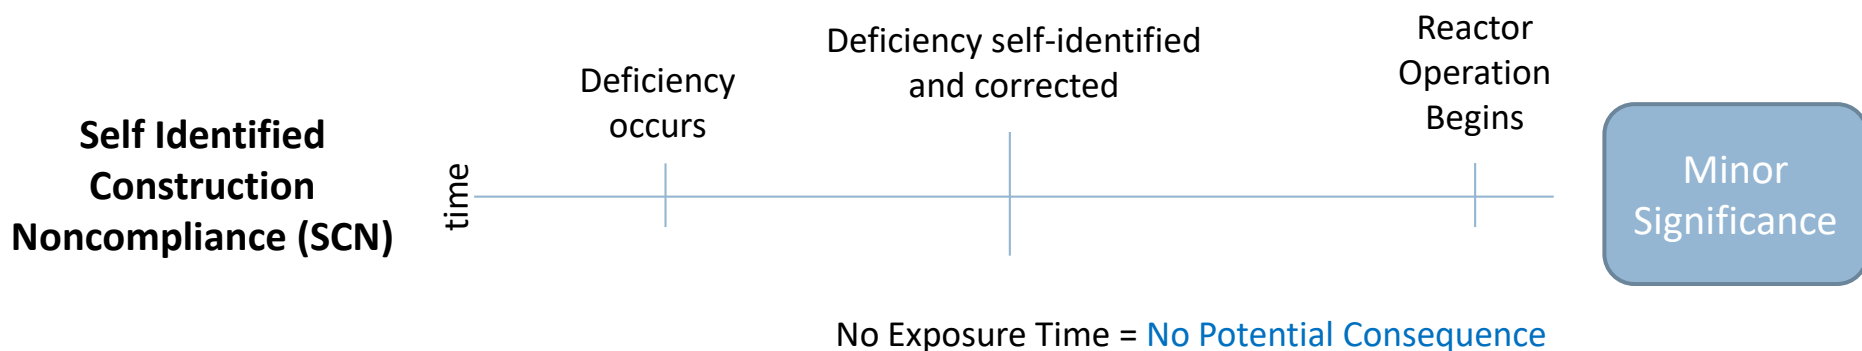 Self Identified
Construction
Noncompliance (SCN)
time
Deficiency
occurs
Deficiency self-identified
and corrected
Reactor
Operation
Begins
Minor
Significance
No Exposure Time = No Potential Consequence